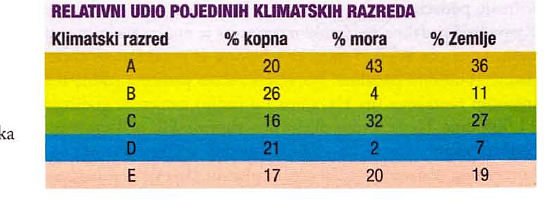 RELATIVNI UDIO POJEDINIH KLIMATSKIH RAZREDA
Klimatski razred % kopna % mora % Zemlje
A 20 43 36
B 26 4 11
C 16 32 27
ka
D 21 2 7
E 17 20 19